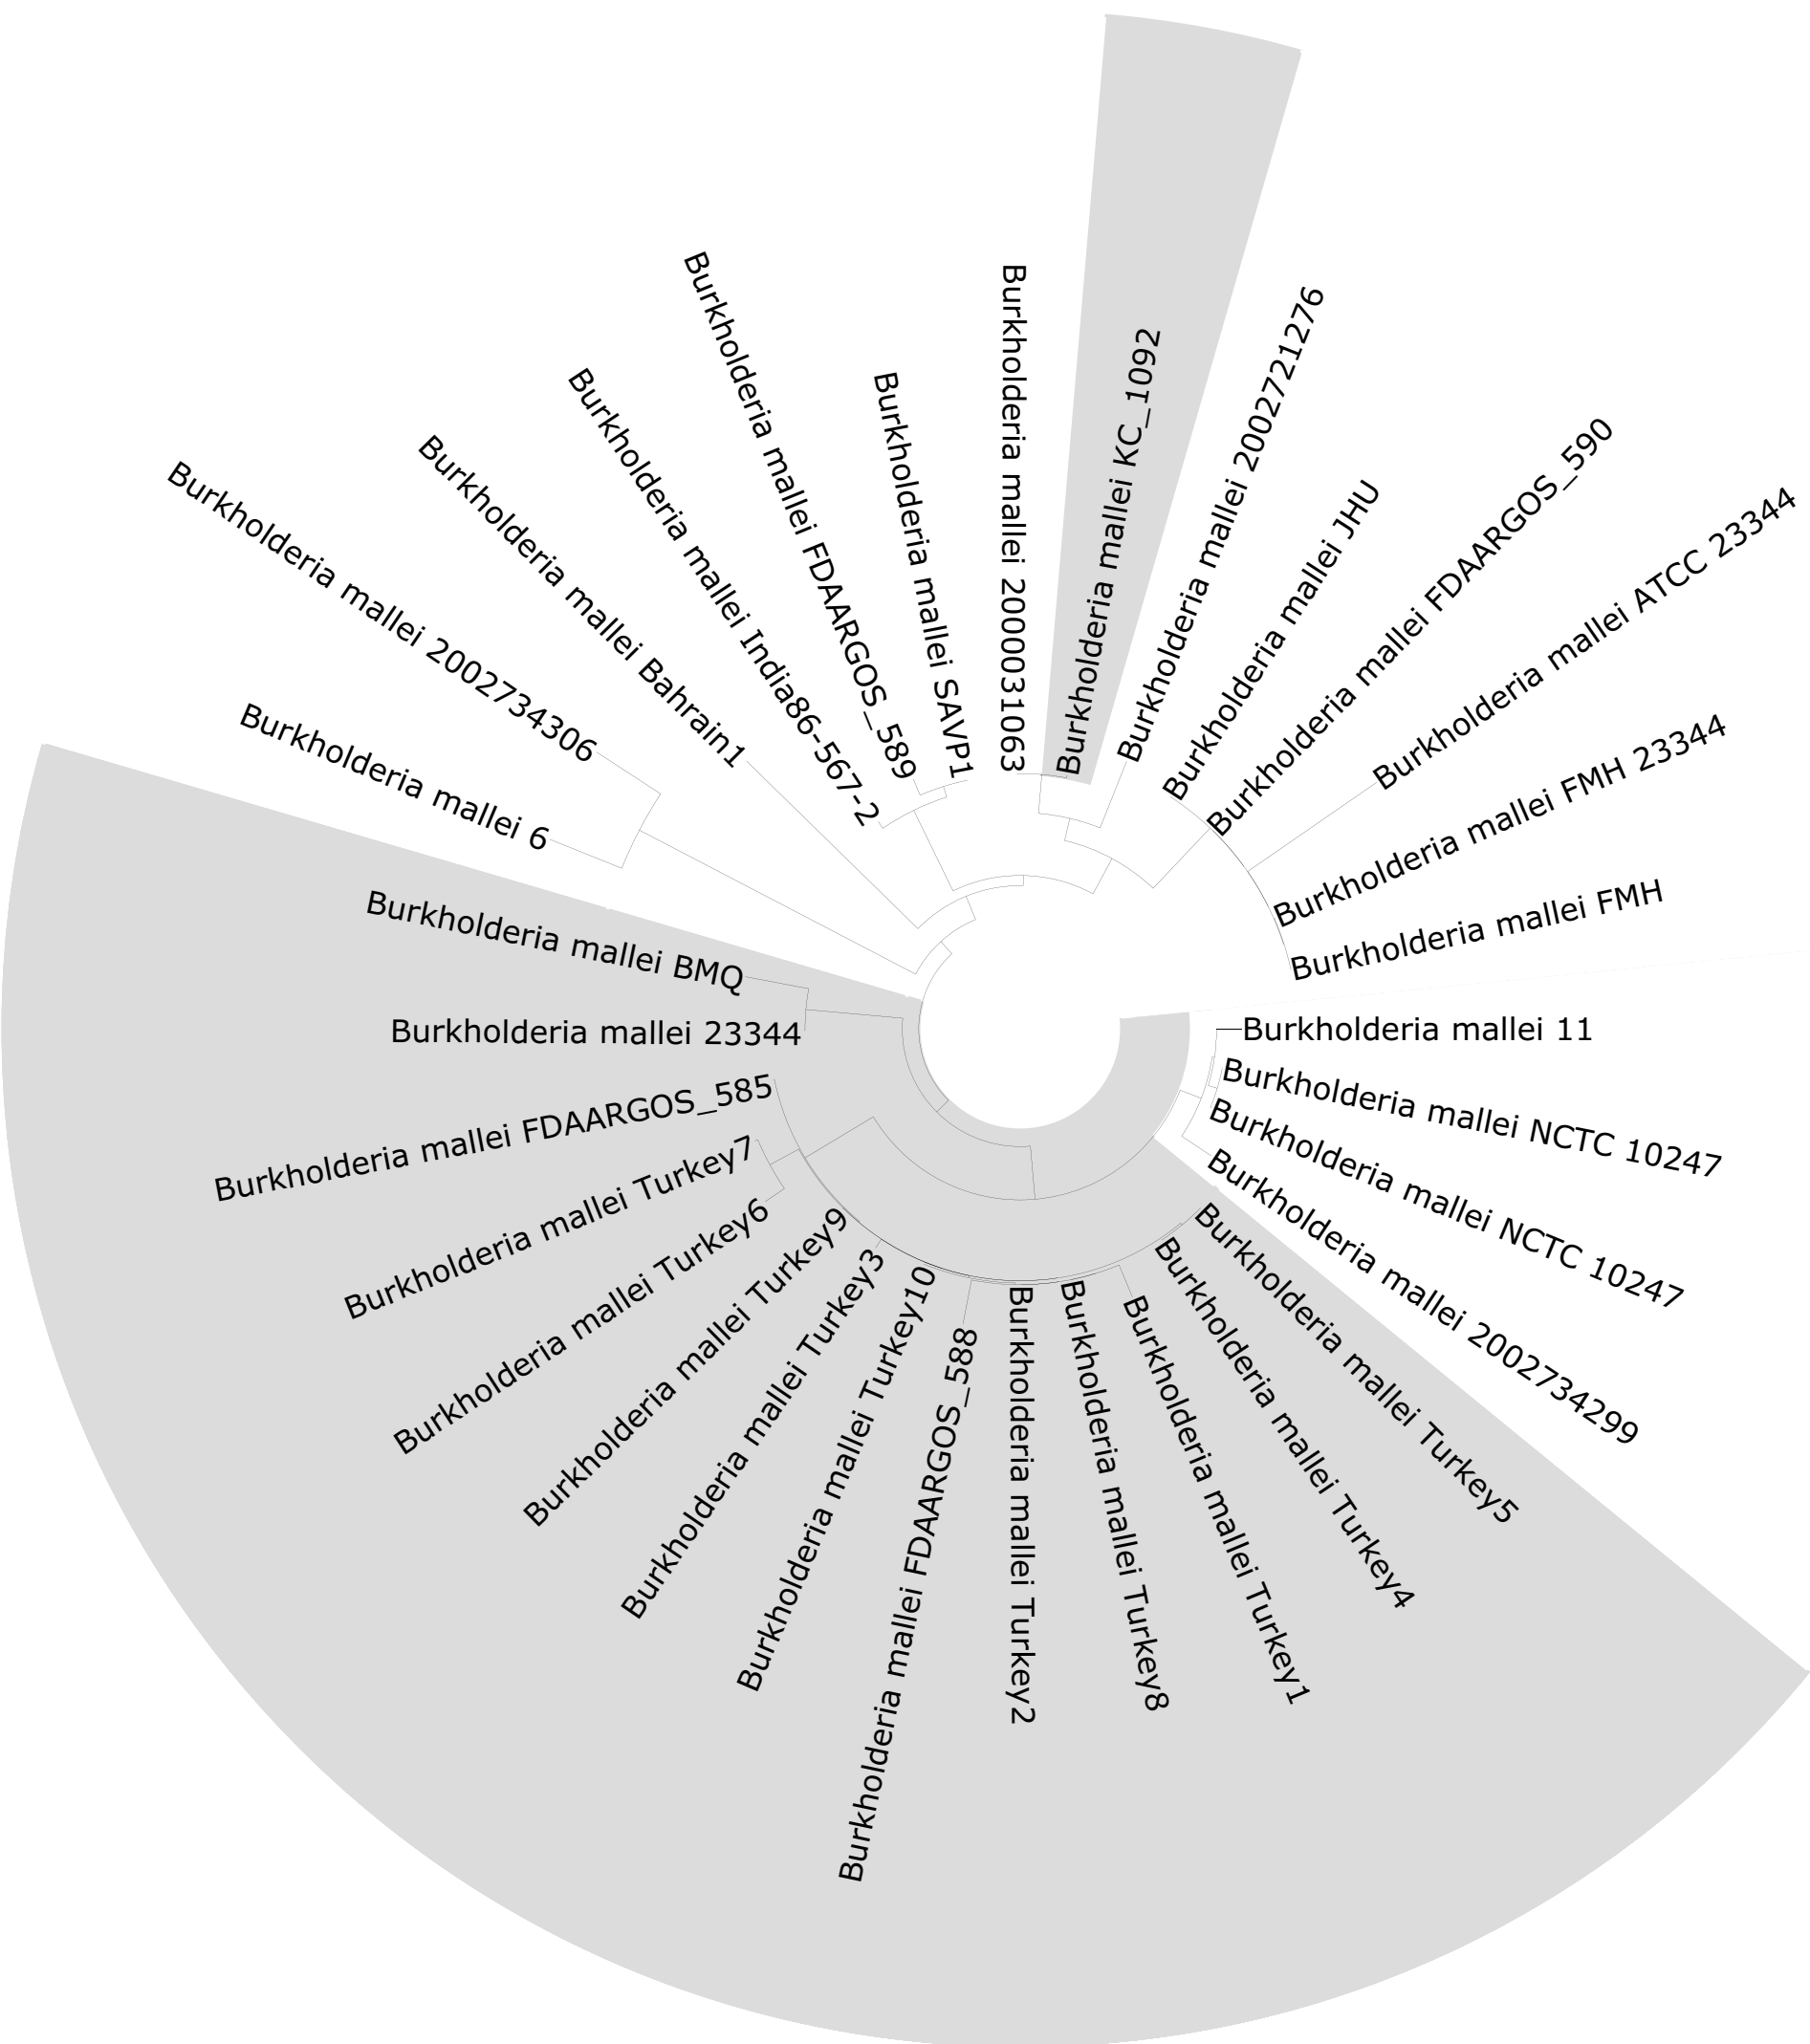 Burkholderia mallei 2000031063
Burkholderia mallei KC_1092
Burkholderia mallei 2002721276
Burkholderia mallei JHU
Burkholderia mallei FDAARGOS_590
Burkholderia mallei ATCC 23344
Burkholderia mallei FMH 23344
Burkholderia mallei FMH
Burkholderia mallei 11
Burkholderia mallei NCTC 10247
Burkholderia mallei NCTC 10247
Burkholderia mallei 2002734299
Burkholderia mallei Turkey5
Burkholderia mallei Turkey4
Burkholderia mallei Turkey1
Burkholderia mallei Turkey8
Burkholderia mallei Turkey2
Burkholderia mallei FDAARGOS_588
Burkholderia mallei Turkey10
Burkholderia mallei Turkey3
Burkholderia mallei Turkey9
Burkholderia mallei Turkey6
Burkholderia mallei Turkey7
Burkholderia mallei FDAARGOS_585
Burkholderia mallei 23344
Burkholderia mallei BMQ
Burkholderia mallei 6
Burkholderia mallei 2002734306
Burkholderia mallei Bahrain1
Burkholderia mallei India86-567-2
Burkholderia mallei FDAARGOS_589
Burkholderia mallei SAVP1